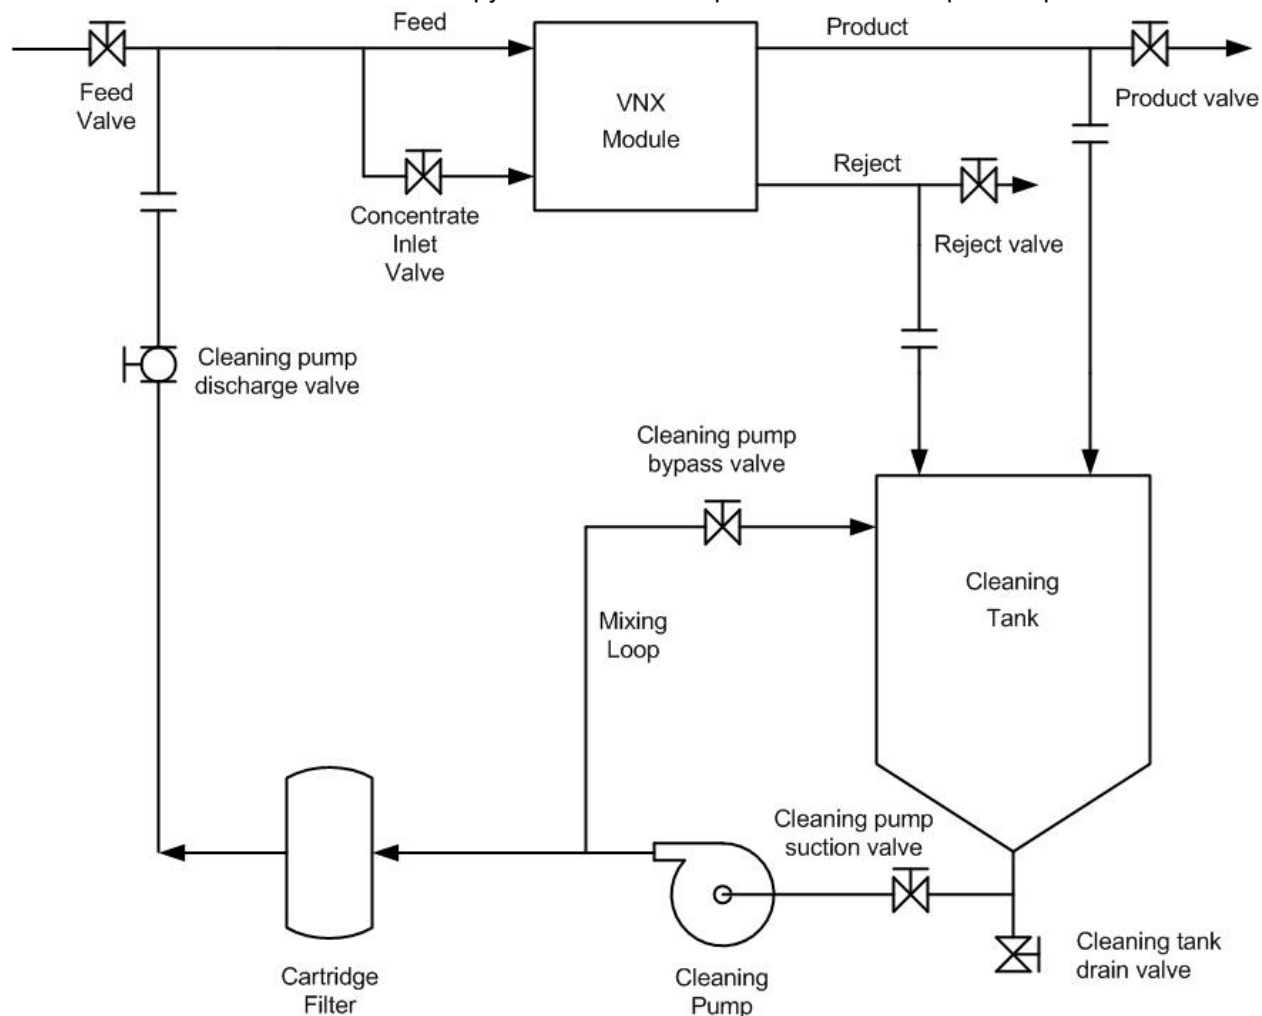 Feed
Product
Feed
Valve
VNX
Module
Product valve
Reject
Concentrate
Inlet
Valve
Reject valve
Cleaning pump
discharge valve
Cleaning pump
bypass valve
Cleaning
Tank
Mixing
Loop
Cleaning pump
suction valve
Cleaning tank
drain valve
Cartridge
Filter
Cleaning
Pump